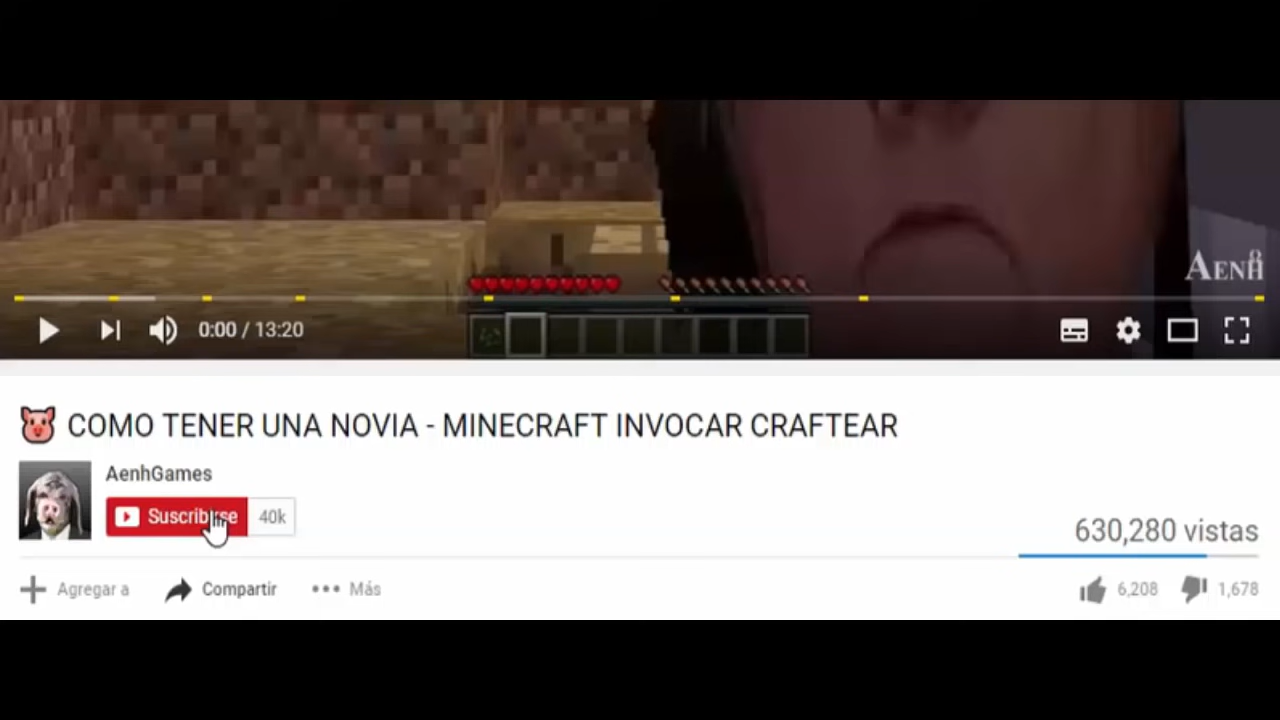 AENH
0:00 / 13:20
COMO TENER UNA NOVIA - MINECRAFT INVOCAR CRAFTEAR
AenhGames
Suscribirse 40k
630,280 vistas
Agregar a Compartir Más 6,208 1,678